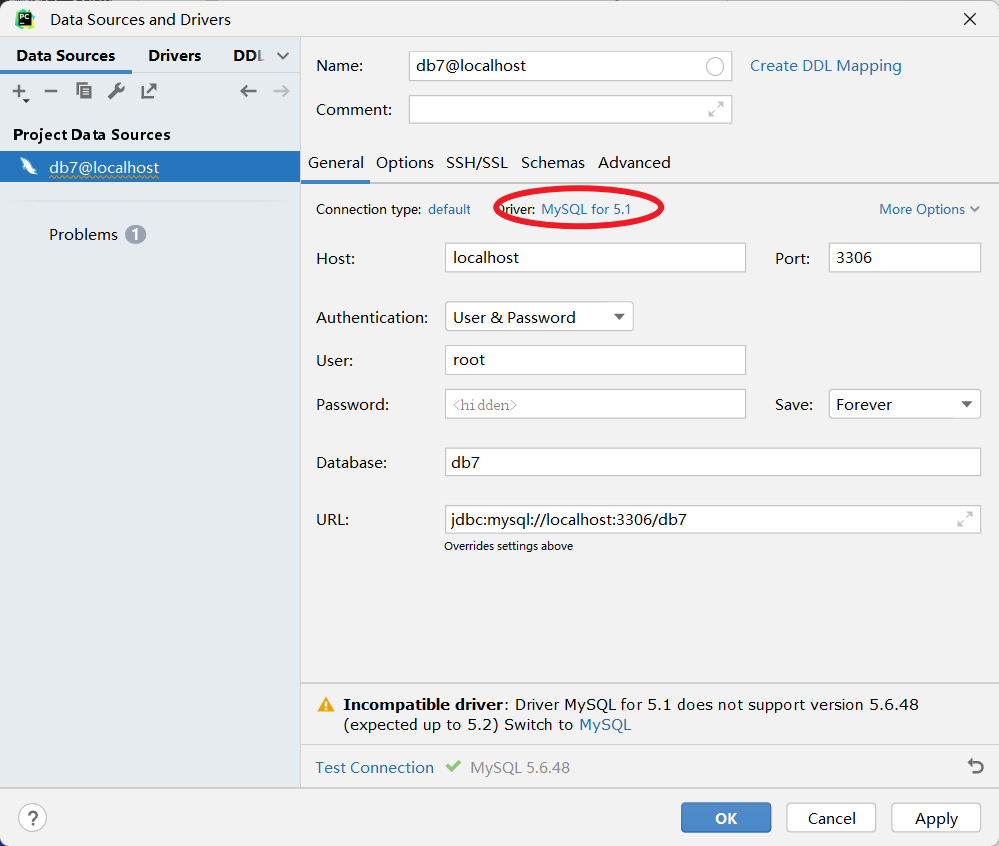 PC
Data Sources and Drivers
Data Sources Drivers DDL
Project Data Sources
db7@localhost
Problems 1
Name: db7@localhost Create DDL Mapping
Comment:
General Options SSH/SSL Schemas Advanced
Connection type: default Driver: MySQL for 5.1 More Options
Host: localhost Port: 3306
Authentication: User & Password
User: root
Password: <hidden> Save: Forever
Database: db7
URL: jdbc:mysql://localhost:3306/db7
Overrides settings above
Incompatible driver: Driver MySQL for 5.1 does not support version 5.6.48
(expected up to 5.2) Switch to MySQL
Test Connection MySQL 5.6.48
? OK Cancel Apply